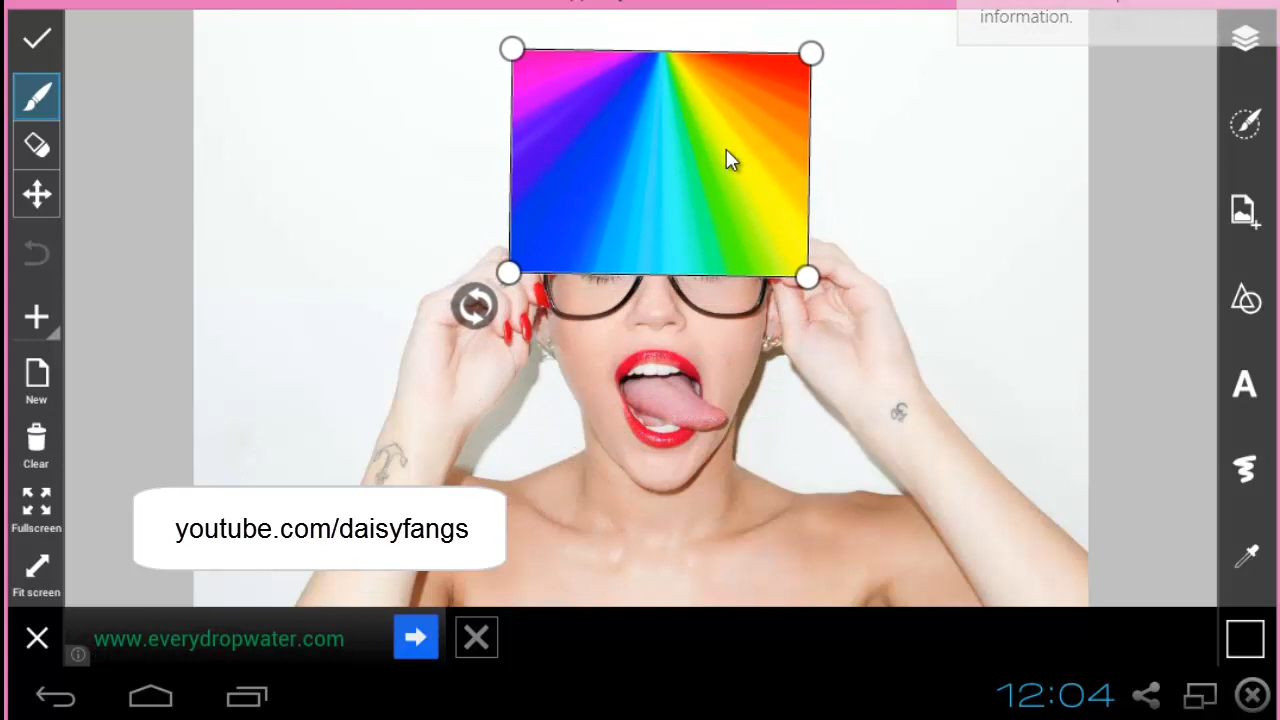 information.
A
New
Clear
Fullscreen
Fit screen
youtube.com/daisyfangs
www.everydropwater.com
12:04